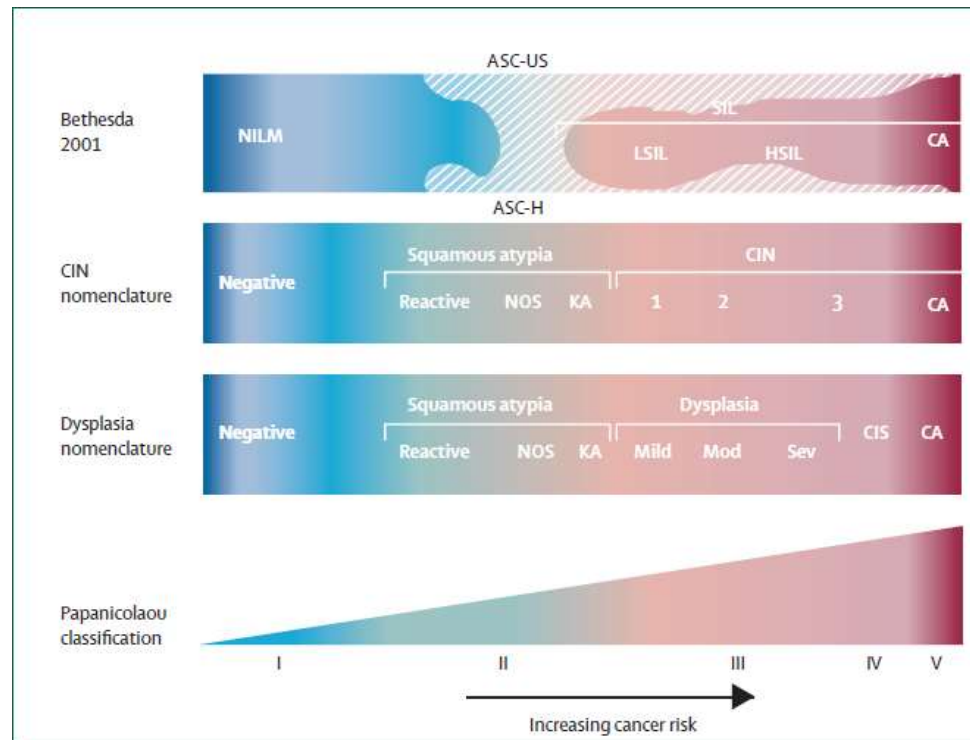 ASC-US
Bethesda
2001
NILM
SIL
LSIL
HSIL
CA
ASC-H
CIN
nomenclature
Negative
Squamous atypia
Reactive
NOS
KA
CIN
1
2
3
CA
Dysplasia
nomenclature
Negative
Squamous atypia
Reactive
NOS
KA
Dysplasia
Mild
Mod
Sev
CIS
CA
Papanicolaou
classification
I
II
III
IV
V
Increasing cancer risk